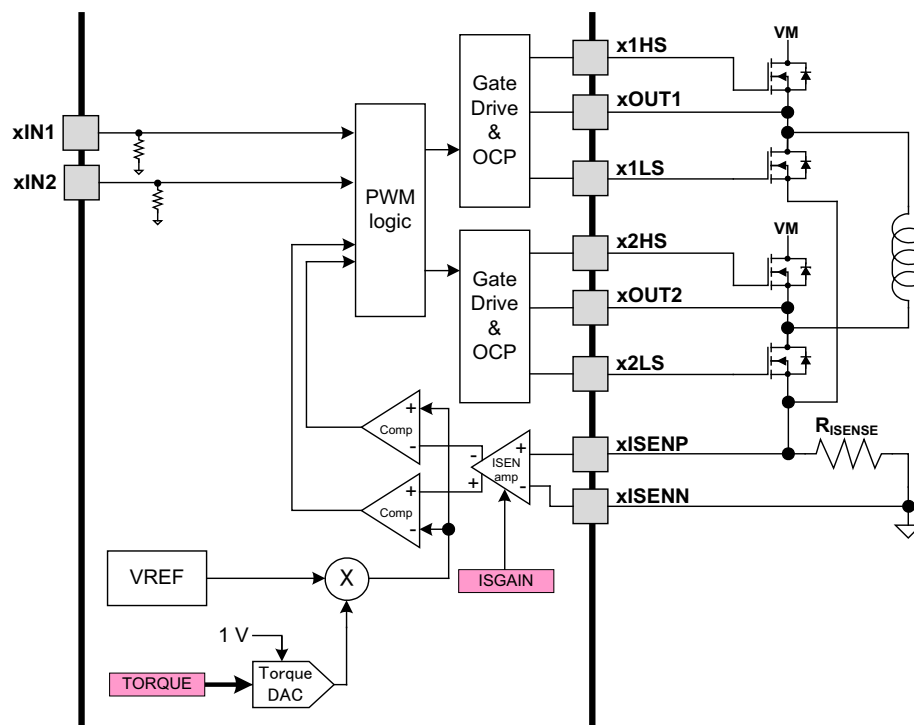 VM
x1HS
Gate
Drive
&
OCP
xOUT1
xIN1
x1LS
xIN2
PWM
logic
VM
x2HS
Gate
Drive
&
OCP
xOUT2
x2LS
+
Comp
-
RISENSE
xISENP
-
+
ISEN
amp
+
-
xISENN
+
Comp
-
VREF
X
ISGAIN
1 V
TORQUE
Torque
DAC